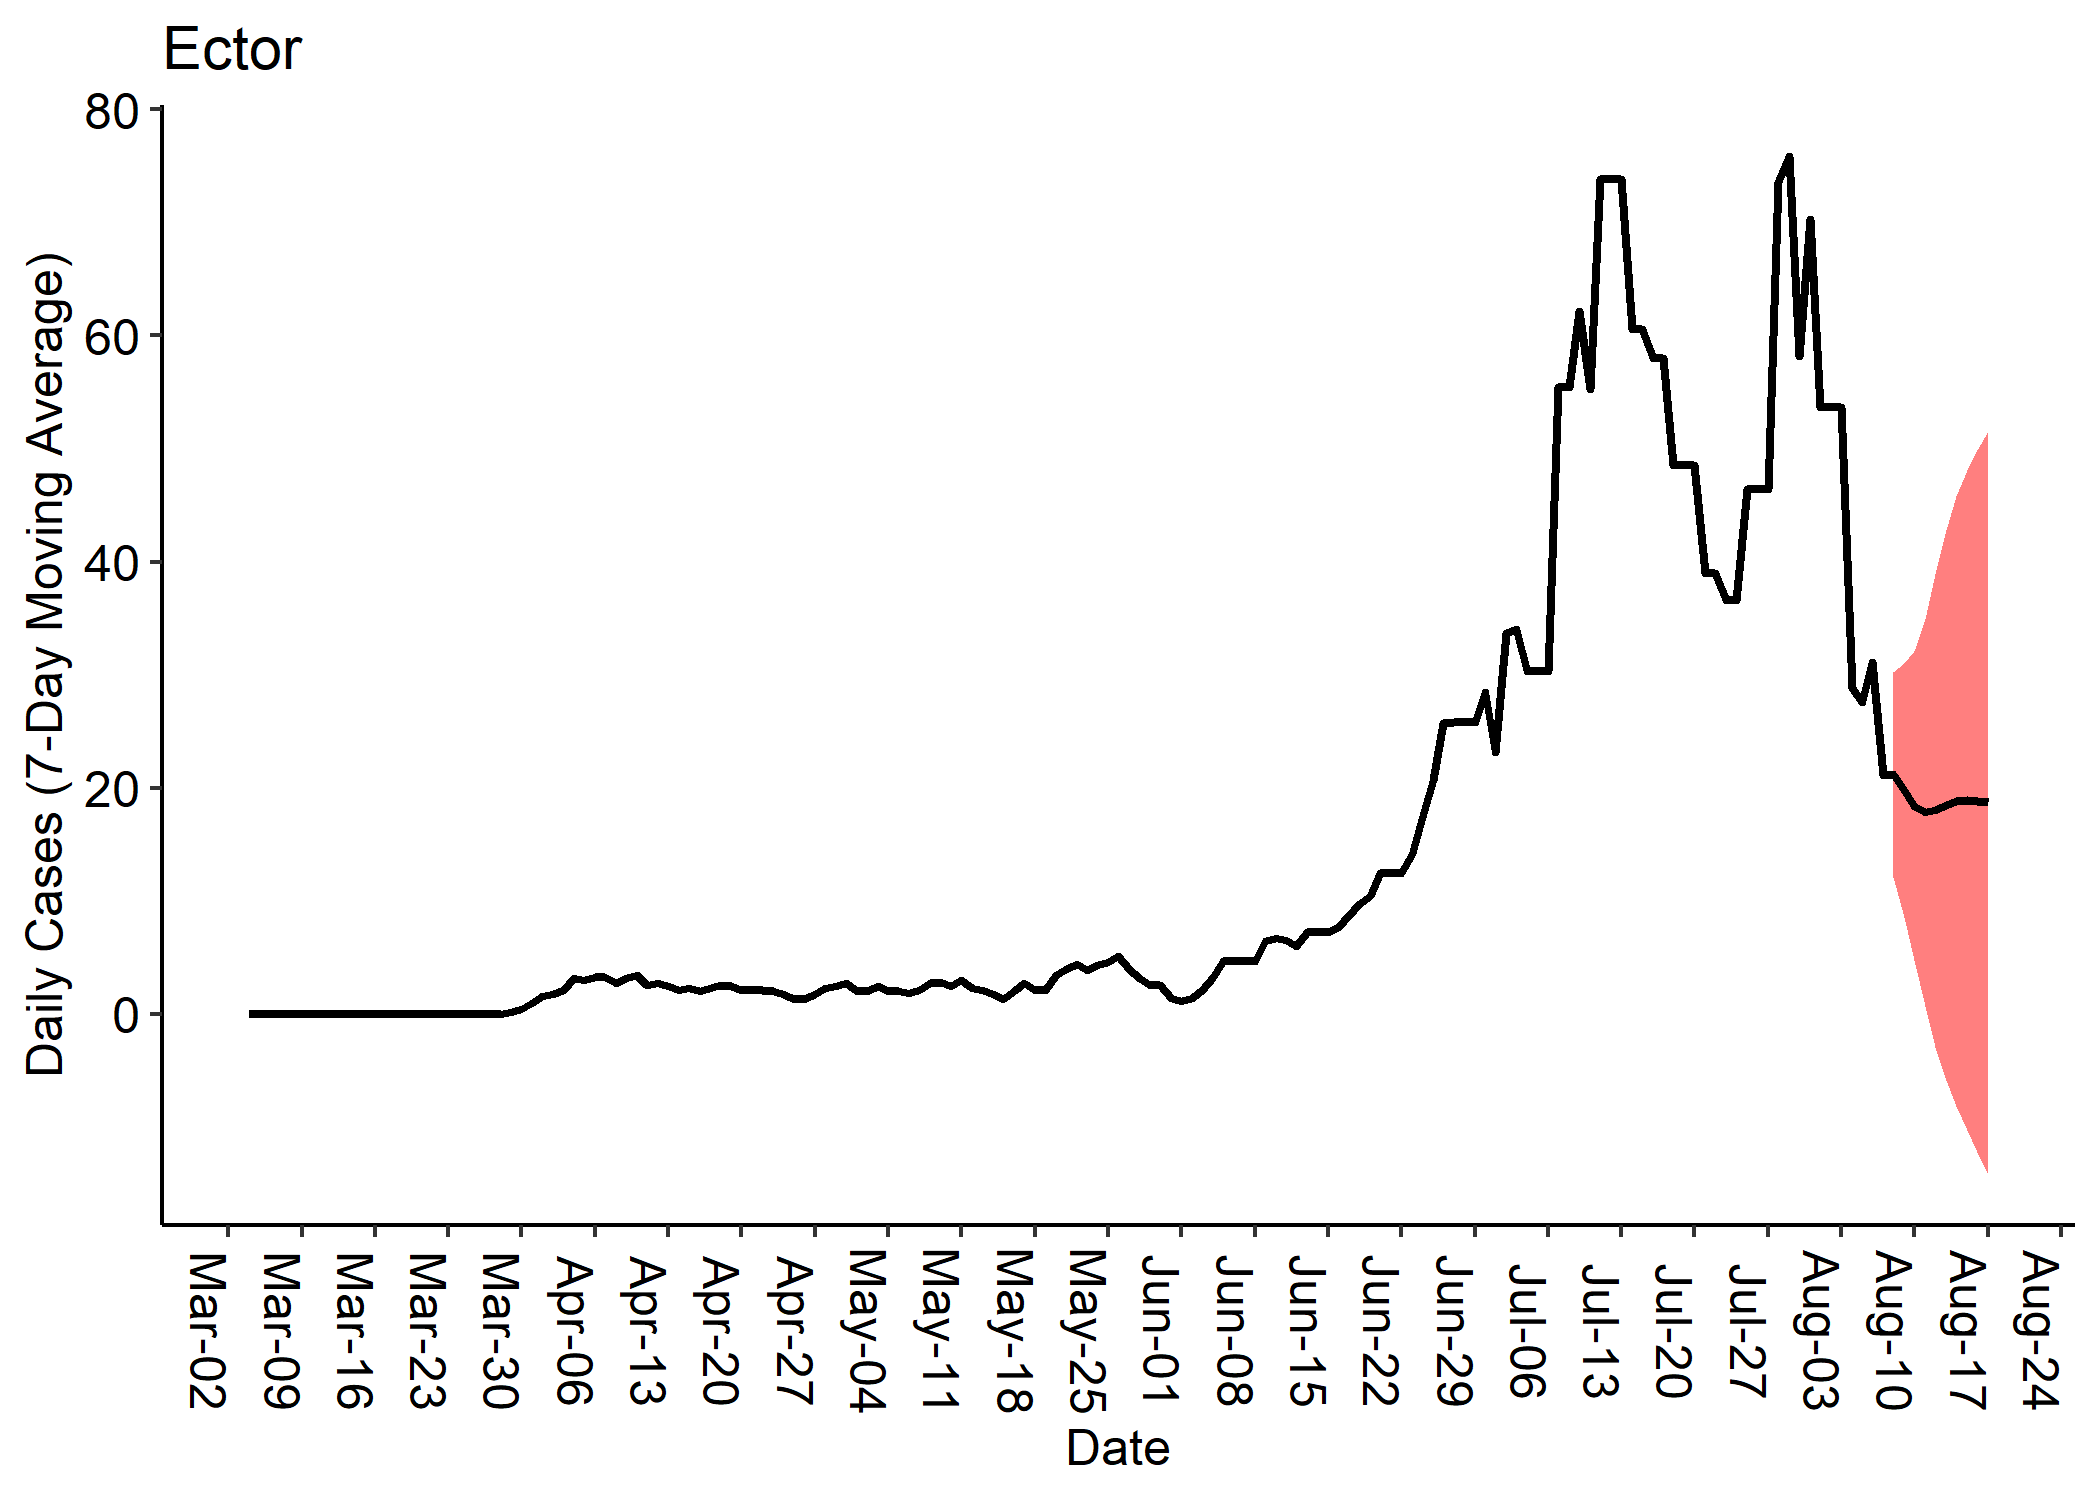 Ector
Daily Cases (7-Day Moving Average)
80
60
40
20
0
Mar-02
Mar-09
Mar-16
Mar-23
Mar-30
Apr-06
Apr-13
Apr-20
Apr-27
May-04
May-11
May-18
May-25
Jun-01
Jun-08
Jun-15
Jun-22
Jun-29
Jul-06
Jul-13
Jul-20
Jul-27
Aug-03
Aug-10
Aug-17
Aug-24
Date